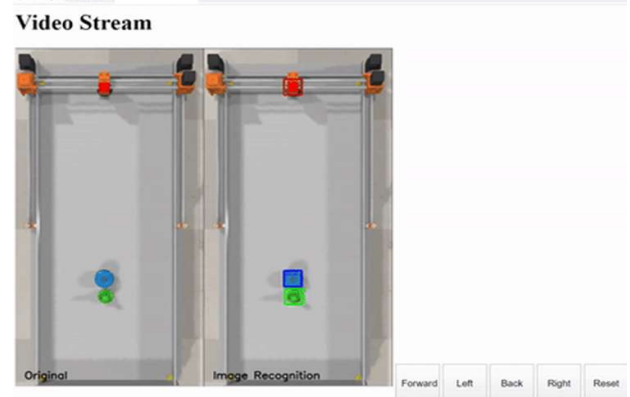 Video Stream
Original
Image Recognition
Forward
Left
Back
Right
Reset